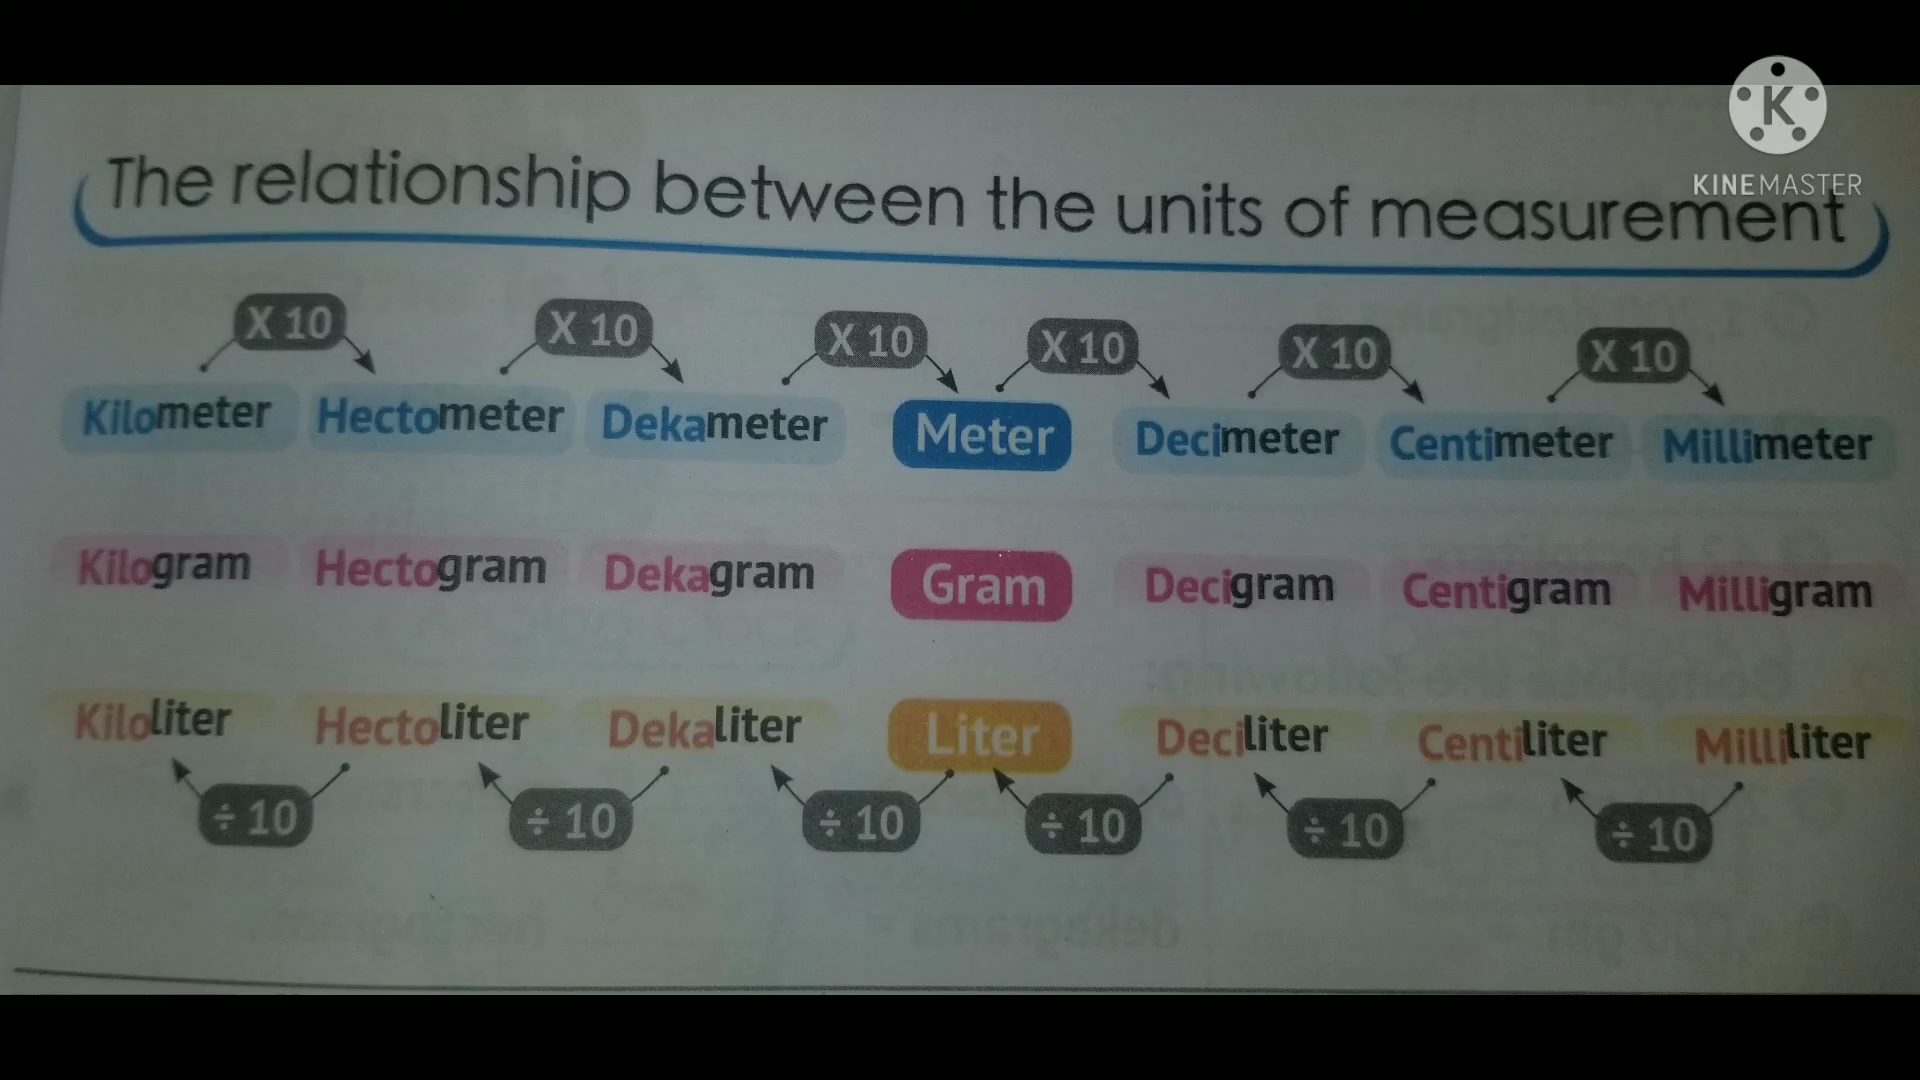 K
KINEMASTER
The relationship between the units of measurement
X 10 X 10 X 10 X 10 X 10 X 10
Kilometer Hectometer Dekameter Meter Decimeter Centimeter Millimeter
Kilogram Hectogram Dekagram Gram Decigram Centigram Milligram
Kiloliter Hectoliter Dekaliter Liter Deciliter Centiliter Milliliter
÷ 10 ÷ 10 ÷ 10 ÷ 10 ÷ 10 ÷ 10